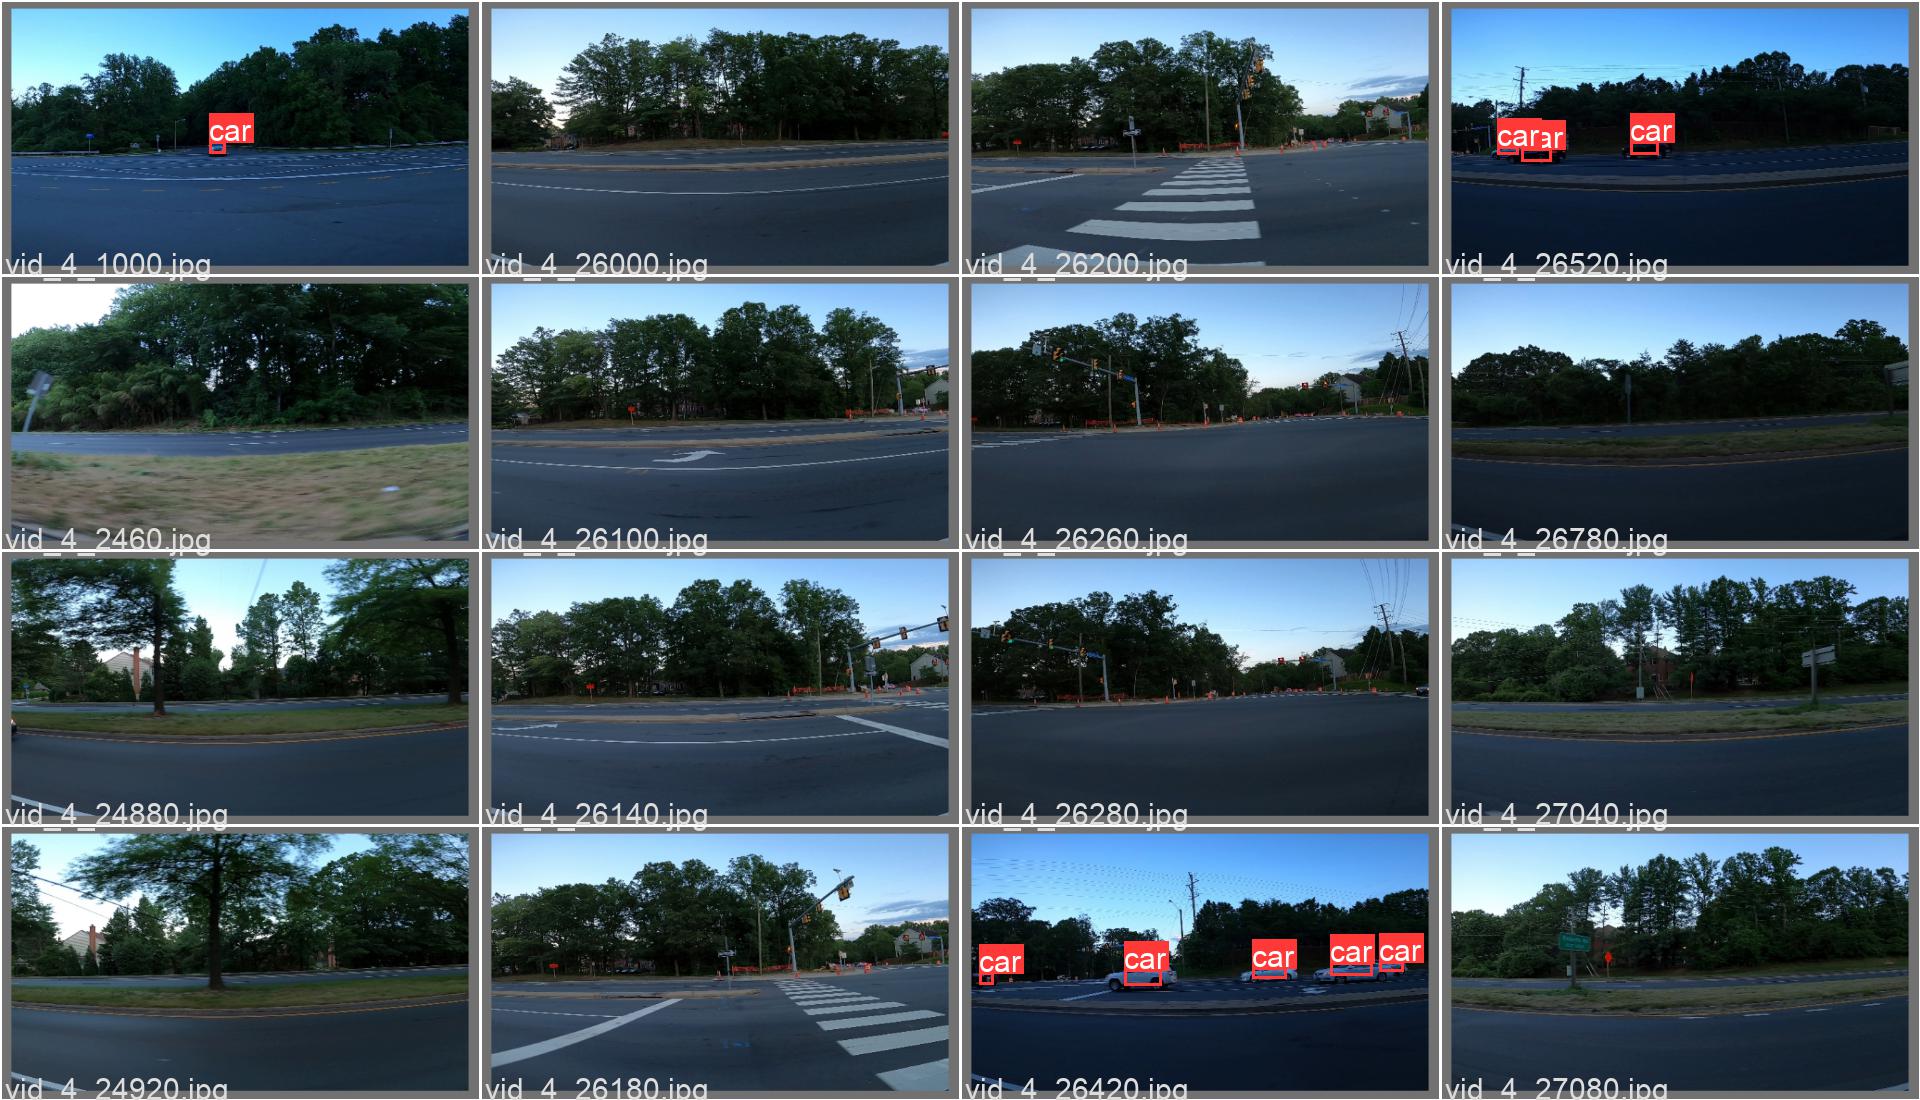 car
vid_4_1000.jpg
vid_4_26000.jpg
vid_4_26200.jpg
car ar
car
vid_4_26520.jpg
vid_4_2460.jpg
vid_4_26100.jpg
vid_4_26260.jpg
vid_4_26780.jpg
vid_4_24880.jpg
vid_4_26140.jpg
vid_4_26280.jpg
vid_4_27040.jpg
vid_4_24920.jpg
vid_4_26180.jpg
car
car
car
car
car
vid_4_26420.jpg
vid_4_27080.jpg